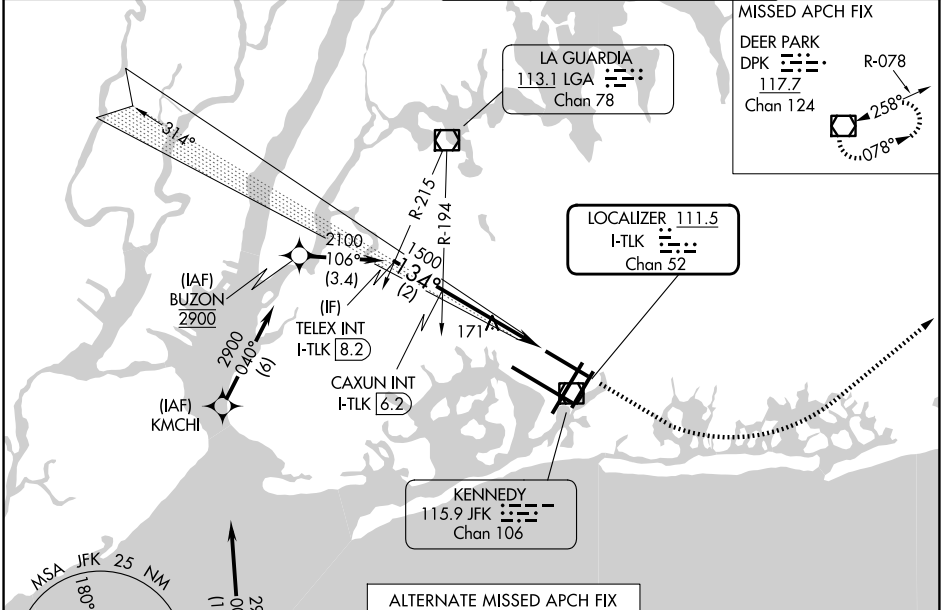 MISSED APCH FIX
DEER PARK
DPK
117.7
Chan 124
R-078
258°
078°
LA GUARDIA
113.1 LGA
Chan 78
314°
R-215
R-194
LOCALIZER 111.5
I-TLK
Chan 52
2100
106°
(3.4)
1500
134°
(2)
(IAF)
BUZON
2900
(IF)
TELEX INT
I-TLK 8.2
171
2900
040°
(6)
CAXUN INT
I-TLK 6.2
(IAF)
KMCHI
KENNEDY
115.9 JFK
Chan 106
MSA JFK 25 NM
180°
ALTERNATE MISSED APCH FIX